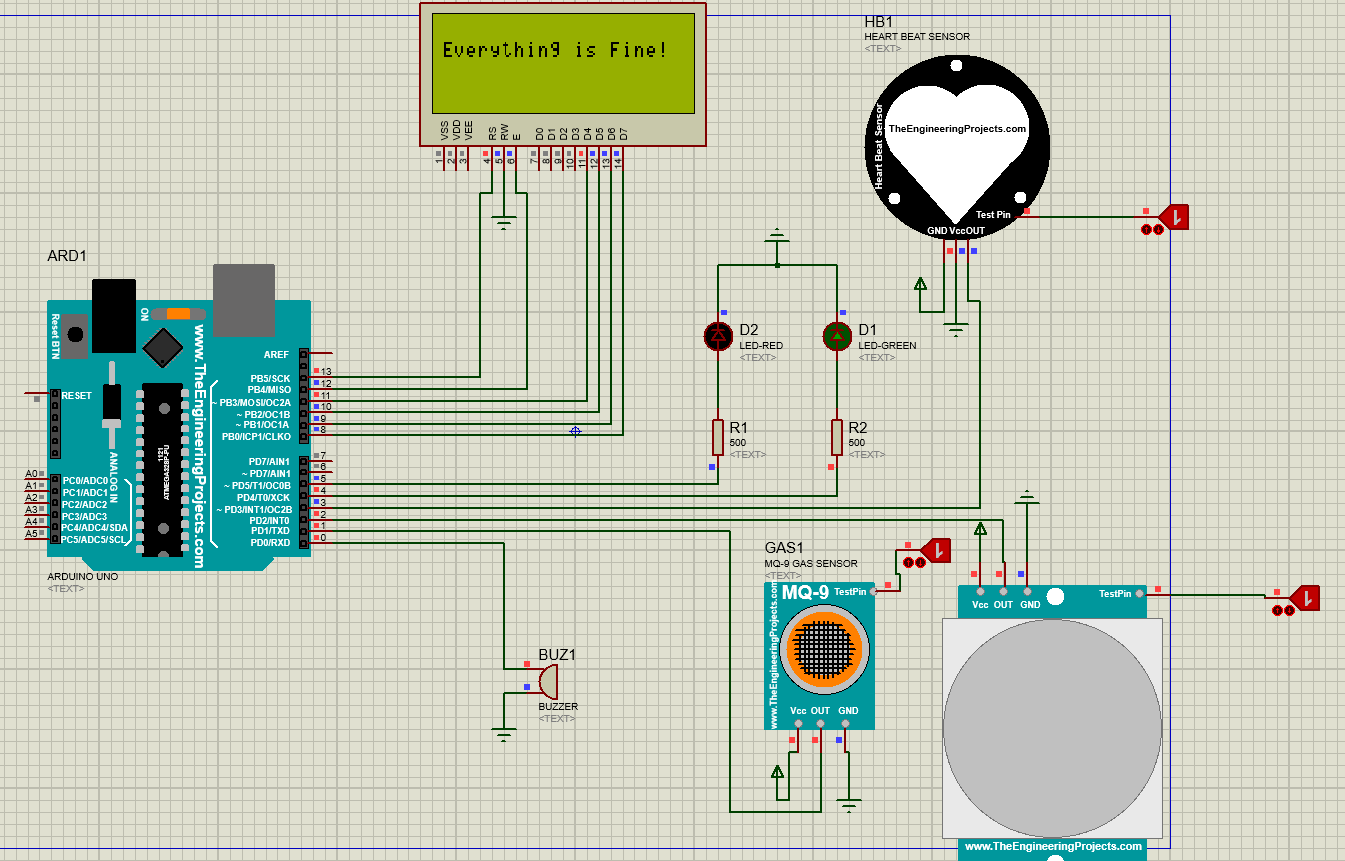 Everything is Fine!
VSS
VDD
VEE
RS
RW
E
D0
D1
D2
D3
D4
D5
D6
D7
1
2
3
4
5
6
7
8
9
10
11
12
13
14
HB1
HEART BEAT SENSOR
<TEXT>
Heart Beat Sensor
TheEngineeringProjects.com
Test Pin
GND Vcc OUT
1
ARD1
Reset BTN
ON
www.TheEngineeringProjects.com
RESET
ANALOG IN
1121
ATMEGA328P-PU
AREF
PB5/SCK 13
PB4/MISO 12
~ PB3/MOSI/OC2A 11
~ PB2/OC1B 10
~ PB1/OC1A 9
PB0/ICP1/CLKO 8
PD7/AIN1 7
~ PD7/AIN1 6
~ PD5/T1/OC0B 5
PD4/T0/XCK 4
~ PD3/INT1/OC2B 3
PD2/INT0 2
PD1/TXD 1
PD0/RXD 0
A0 PC0/ADC0
A1 PC1/ADC1
A2 PC2/ADC2
A3 PC3/ADC3
A4 PC4/ADC4/SDA
A5 PC5/ADC5/SCL
ARDUINO UNO
<TEXT>
D2
LED-RED
<TEXT>
D1
LED-GREEN
<TEXT>
R1
500
<TEXT>
R2
500
<TEXT>
GAS1
MQ-9 GAS SENSOR
<TEXT>
MQ-9 TestPin
www.TheEngineeringProjects.com
Vcc OUT GND
1
BUZ1
BUZZER
<TEXT>
Vcc OUT GND
TestPin
1
www.TheEngineeringProjects.com